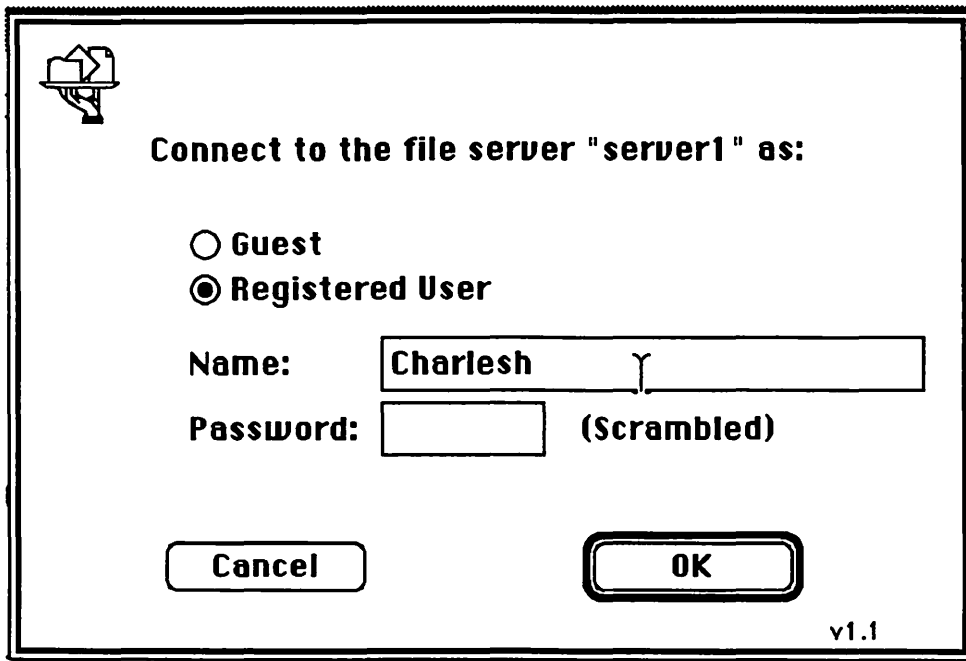 Connect to the file server "server1" as:
Guest
Registered User
Name: Charlesh
Password: (Scrambled)
Cancel OK
v1.1